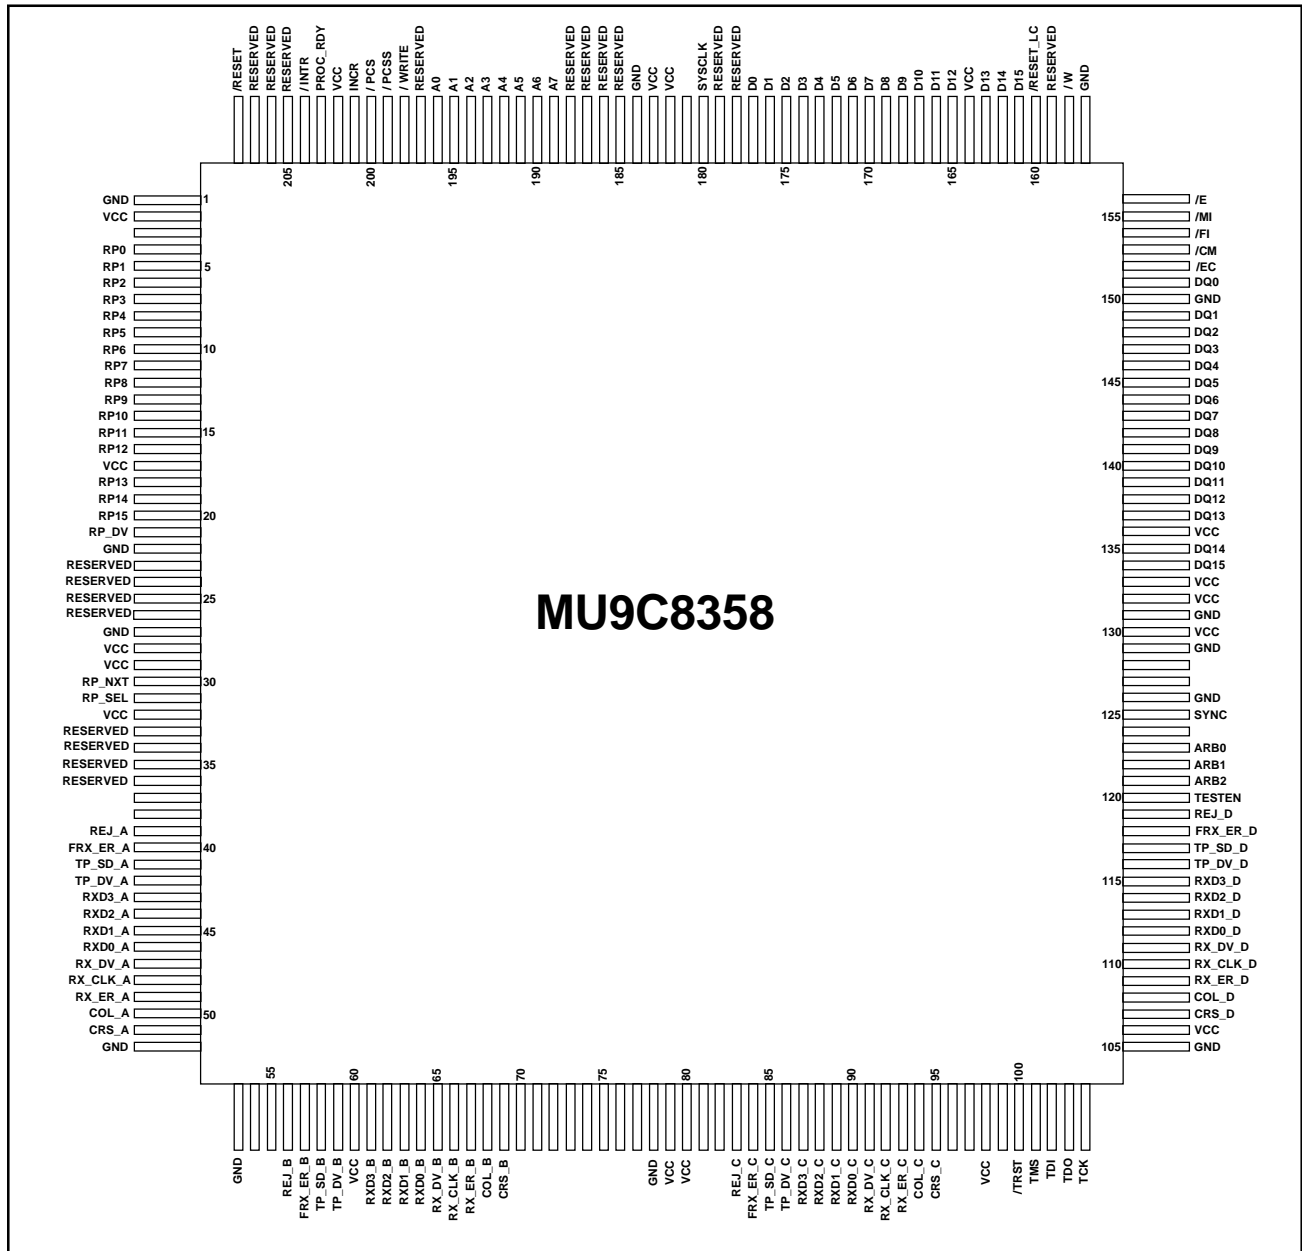 /RESET
RESERVED
RESERVED
RESERVED
/ INTR
PROC_RDY
VCC
INCR
/ PCS
/ PCSS
/ WRITE
RESERVED
A0
A1
A2
A3
A4
A5
A6
A7
RESERVED
RESERVED
RESERVED
RESERVED
GND
VCC
VCC
SYSCLK
RESERVED
RESERVED
D0
D1
D2
D3
D4
D5
D6
D7
D8
D9
D10
D11
D12
VCC
D13
D14
D15
/RESET_LC
RESERVED
/ W
GND
205
200
195
190
185
180
175
170
165
160
GND 1
VCC
RP0
RP1 5
RP2
RP3
RP4
RP5
RP6 10
RP7
RP8
RP9
RP10
RP11 15
RP12
VCC
RP13
RP14
RP15 20
RP_DV
GND
RESERVED
RESERVED
RESERVED 25
RESERVED
GND
VCC
VCC
RP_NXT 30
RP_SEL
VCC
RESERVED
RESERVED
RESERVED 35
RESERVED
REJ_A
FRX_ER_A 40
TP_SD_A
TP_DV_A
RXD3_A
RXD2_A
RXD1_A 45
RXD0_A
RX_DV_A
RX_CLK_A
RX_ER_A
COL_A 50
CRS_A
GND
MU9C8358
/E
155 /MI
/FI
/CM
/EC
DQ0
150 GND
DQ1
DQ2
DQ3
DQ4
145 DQ5
DQ6
DQ7
DQ8
DQ9
140 DQ10
DQ11
DQ12
DQ13
VCC
135 DQ14
DQ15
VCC
VCC
GND
130 VCC
GND
GND
125 SYNC
ARB0
ARB1
ARB2
120 TESTEN
REJ_D
FRX_ER_D
TP_SD_D
TP_DV_D
115 RXD3_D
RXD2_D
RXD1_D
RXD0_D
RX_DV_D
110 RX_CLK_D
RX_ER_D
COL_D
CRS_D
VCC
105 GND
55
60
65
70
75
80
85
90
95
100
GND
REJ_B
FRX_ER_B
TP_SD_B
TP_DV_B
VCC
RXD3_B
RXD2_B
RXD1_B
RXD0_B
RX_DV_B
RX_CLK_B
RX_ER_B
COL_B
CRS_B
GND
VCC
VCC
REJ_C
FRX_ER_C
TP_SD_C
TP_DV_C
RXD3_C
RXD2_C
RXD1_C
RXD0_C
RX_DV_C
RX_CLK_C
RX_ER_C
COL_C
CRS_C
VCC
/TRST
TMS
TDI
TDO
TCK